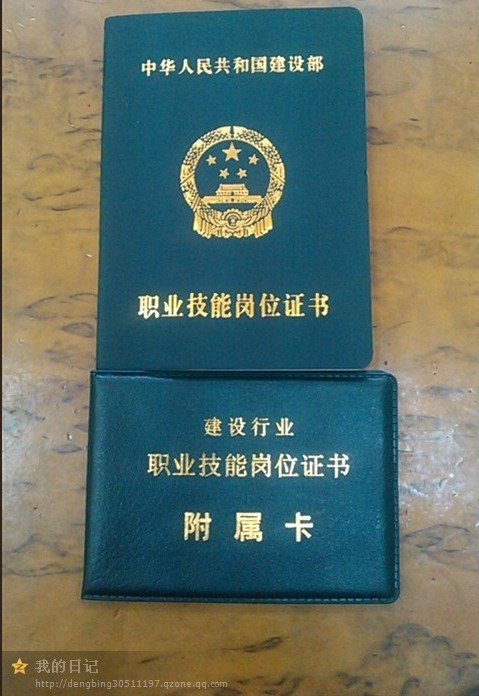 中华人民共和国建设部
职业技能岗位证书
建设行业
职业技能岗位证书
附属卡
我的日记
http://dengbing30511197.qzone.qq.com